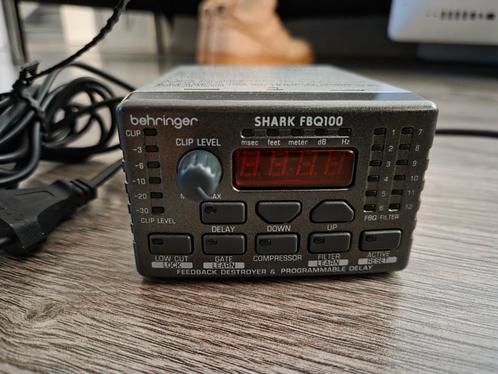 behringer
SHARK FBQ100
CLIP
-3
-6
-12
-20
-30
CLIP LEVEL
CLIP LEVEL
AX
msec feet meter dB Hz
1 7
2 8
3 9
4 10
5 11
6 12
FBQ FILTER
DELAY
DOWN
UP
LOW CUT
LOCK
GATE
LEARN
COMPRESSOR
FILTER
LEARN
ACTIVE
RESET
FEEDBACK DESTROYER & PROGRAMMABLE DELAY